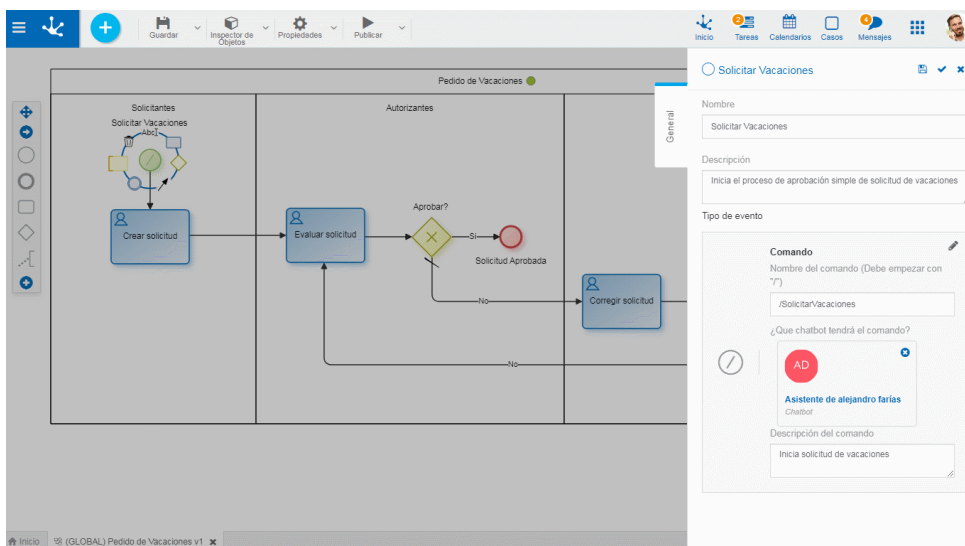 Guardar
Inspector de
Objetos
Propiedades
Publicar
Inicio
2
Tareas
Calendarios
Casos
Mensajes
Pedido de Vacaciones
Solicitantes
Autorizantes
Solicitar Vacaciones
Abc
Crear solicitud
Evaluar solicitud
Aprobar?
Si
Solicitud Aprobada
No
Corregir solicitud
No
Inicio
(GLOBAL) Pedido de Vacaciones v1
General
Solicitar Vacaciones
Nombre
Solicitar Vacaciones
Descripción
Inicia el proceso de aprobación simple de solicitud de vacaciones
Tipo de evento
Comando
Nombre del comando (Debe empezar con
"/")
/SolicitarVacaciones
¿Que chatbot tendrá el comando?
AD
Asistente de alejandro farías
Chatbot
Descripción del comando
Inicia solicitud de vacaciones